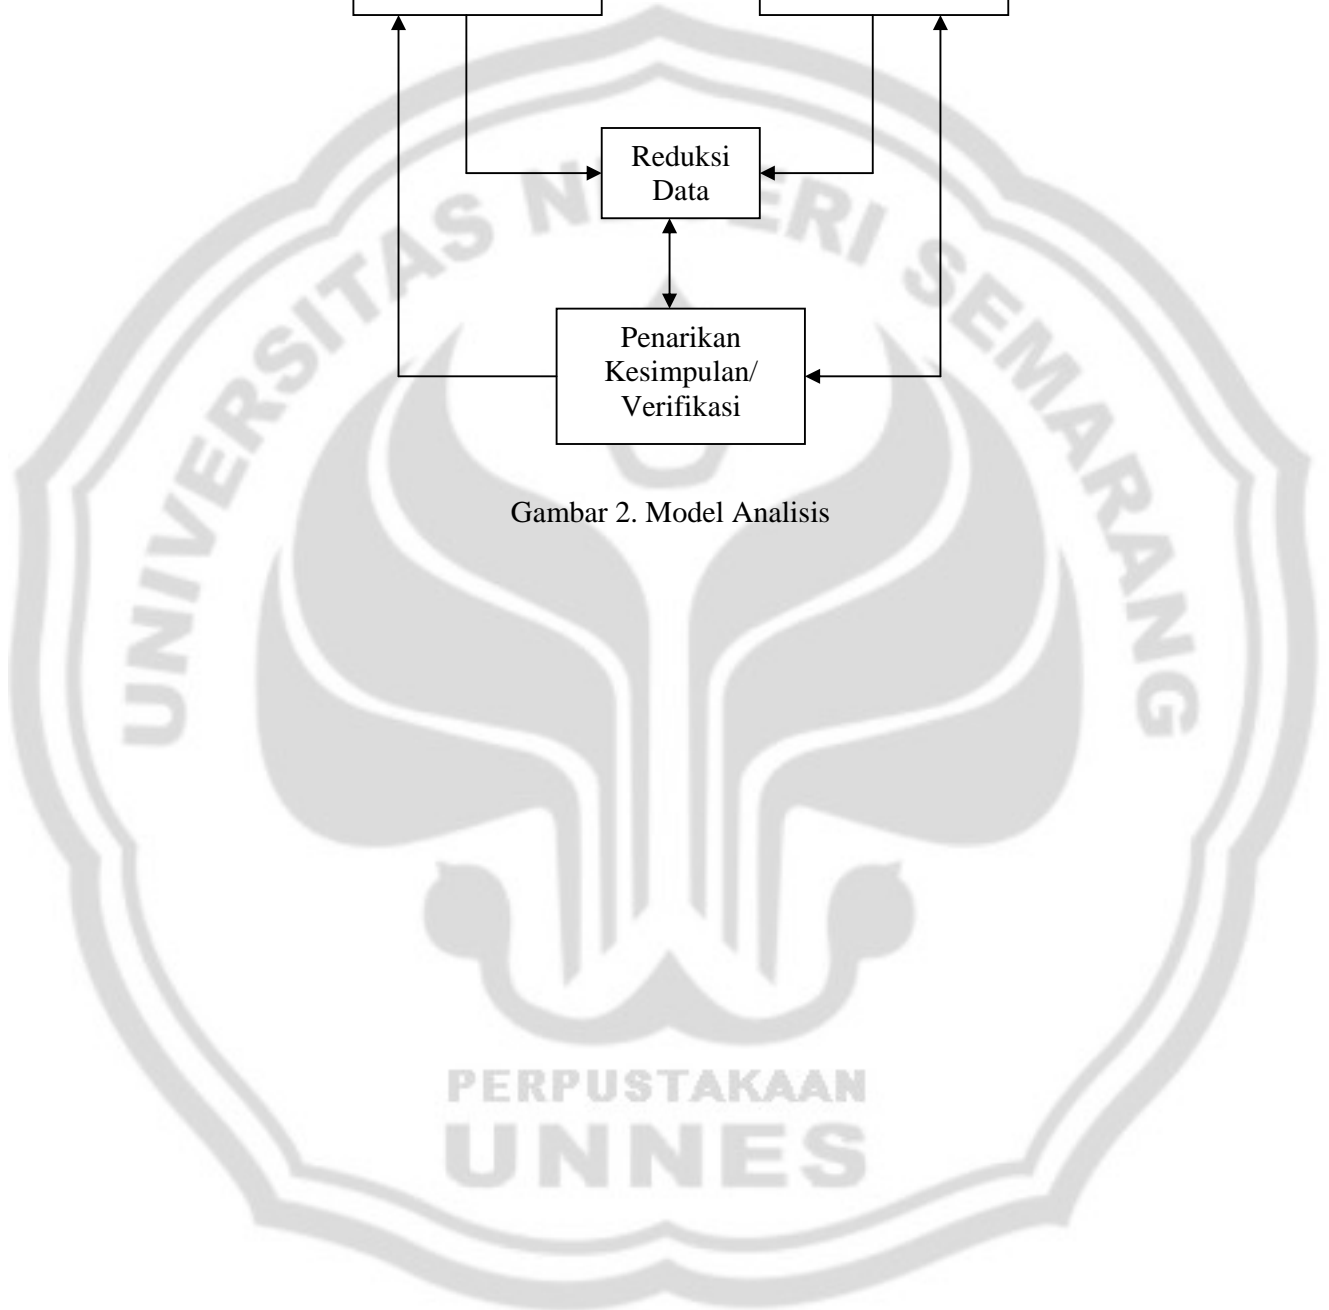 Reduksi
Data
Penarikan
Kesimpulan/
Verifikasi
Gambar 2. Model Analisis
UNIVERSITAS NEGERI SEMARANG
PERPUSTAKAAN
UNNES